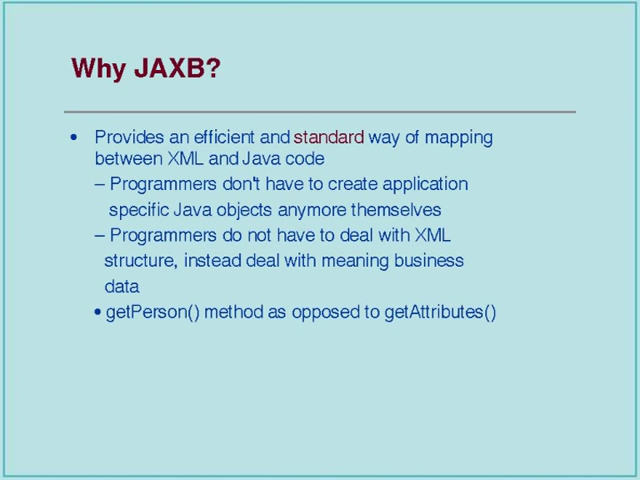 Why JAXB?
• Provides an efficient and standard way of mapping
between XML and Java code
– Programmers don't have to create application
specific Java objects anymore themselves
– Programmers do not have to deal with XML
structure, instead deal with meaning business
data
• getPerson() method as opposed to getAttributes()